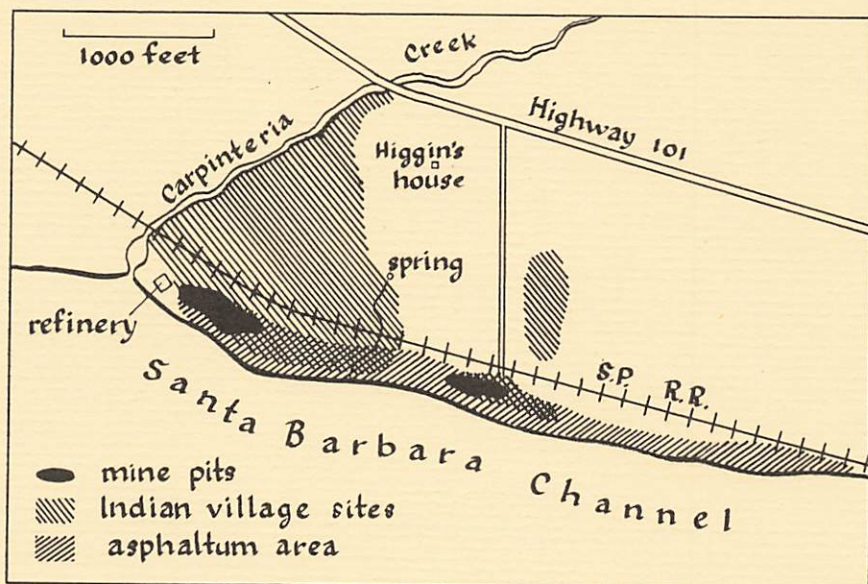 1000 feet
Creek
Carpinteria
Highway 101
Higgin's
house
spring
refinery
S.P. R.R.
Santa Barbara Channel
mine pits
Indian village sites
asphaltum area